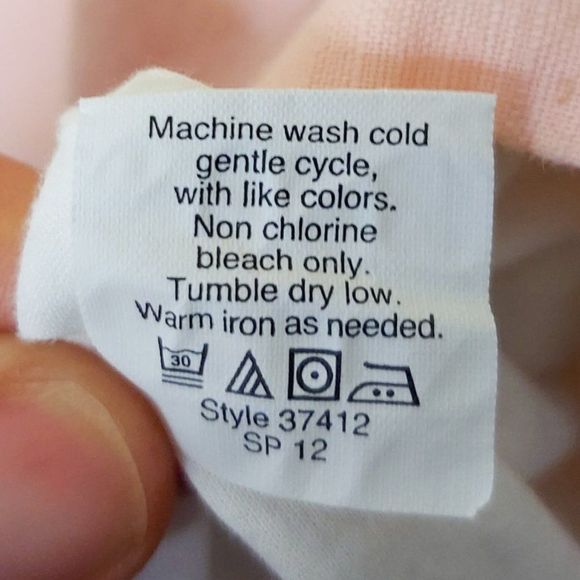 Machine wash cold
gentle cycle,
with like colors.
Non chlorine
bleach only.
Tumble dry low.
Warm iron as needed.
30
Style 37412
SP 12